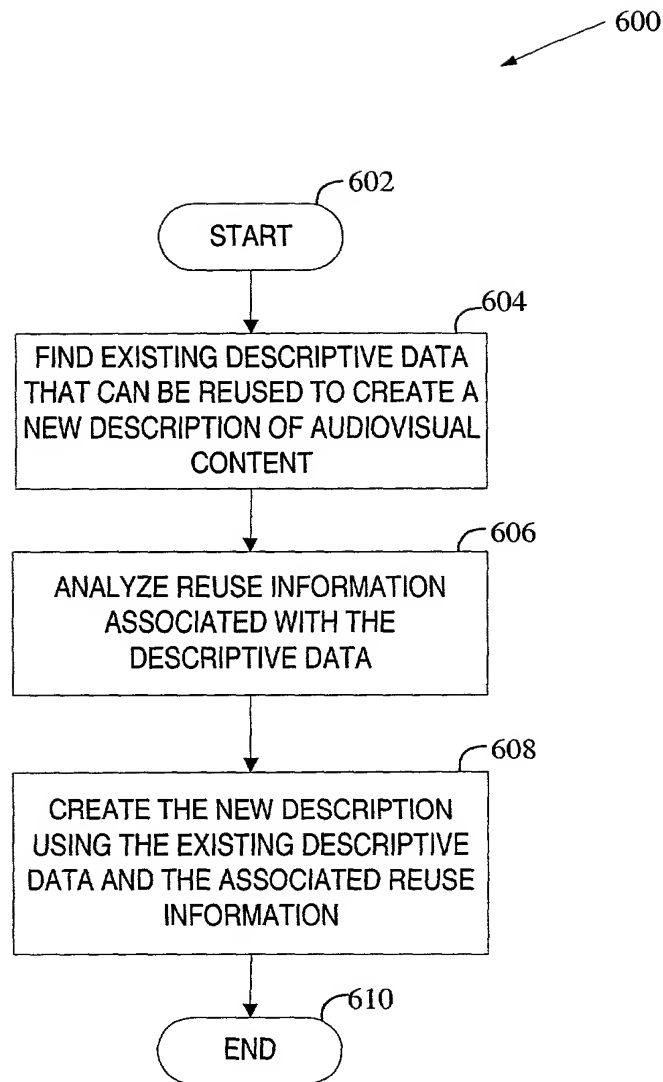 600
602
START
604
FIND EXISTING DESCRIPTIVE DATA
THAT CAN BE REUSED TO CREATE A
NEW DESCRIPTION OF AUDIOVISUAL
CONTENT
606
ANALYZE REUSE INFORMATION
ASSOCIATED WITH THE
DESCRIPTIVE DATA
608
CREATE THE NEW DESCRIPTION
USING THE EXISTING DESCRIPTIVE
DATA AND THE ASSOCIATED REUSE
INFORMATION
610
END